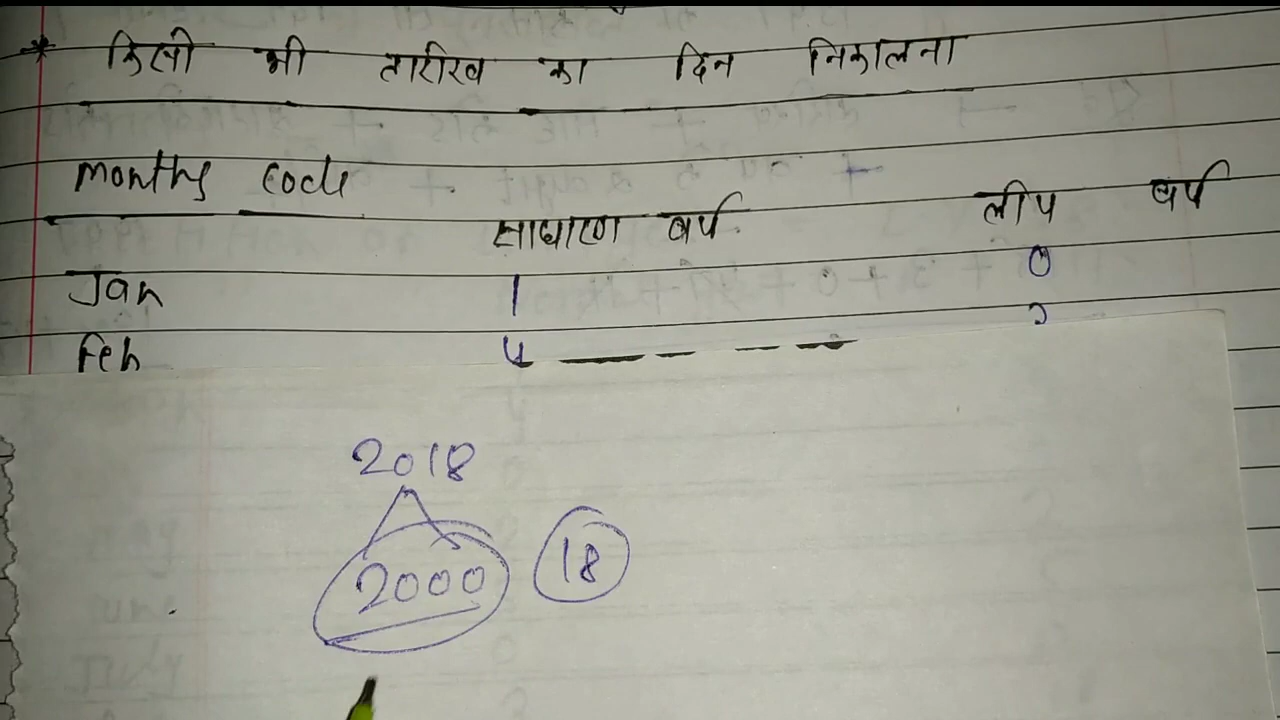 * किसी भी तारीख का दिन निकालना
Months code
साधारण वर्ष लीप वर्ष
Jan 1 0
Feb 4
2018
2000 18